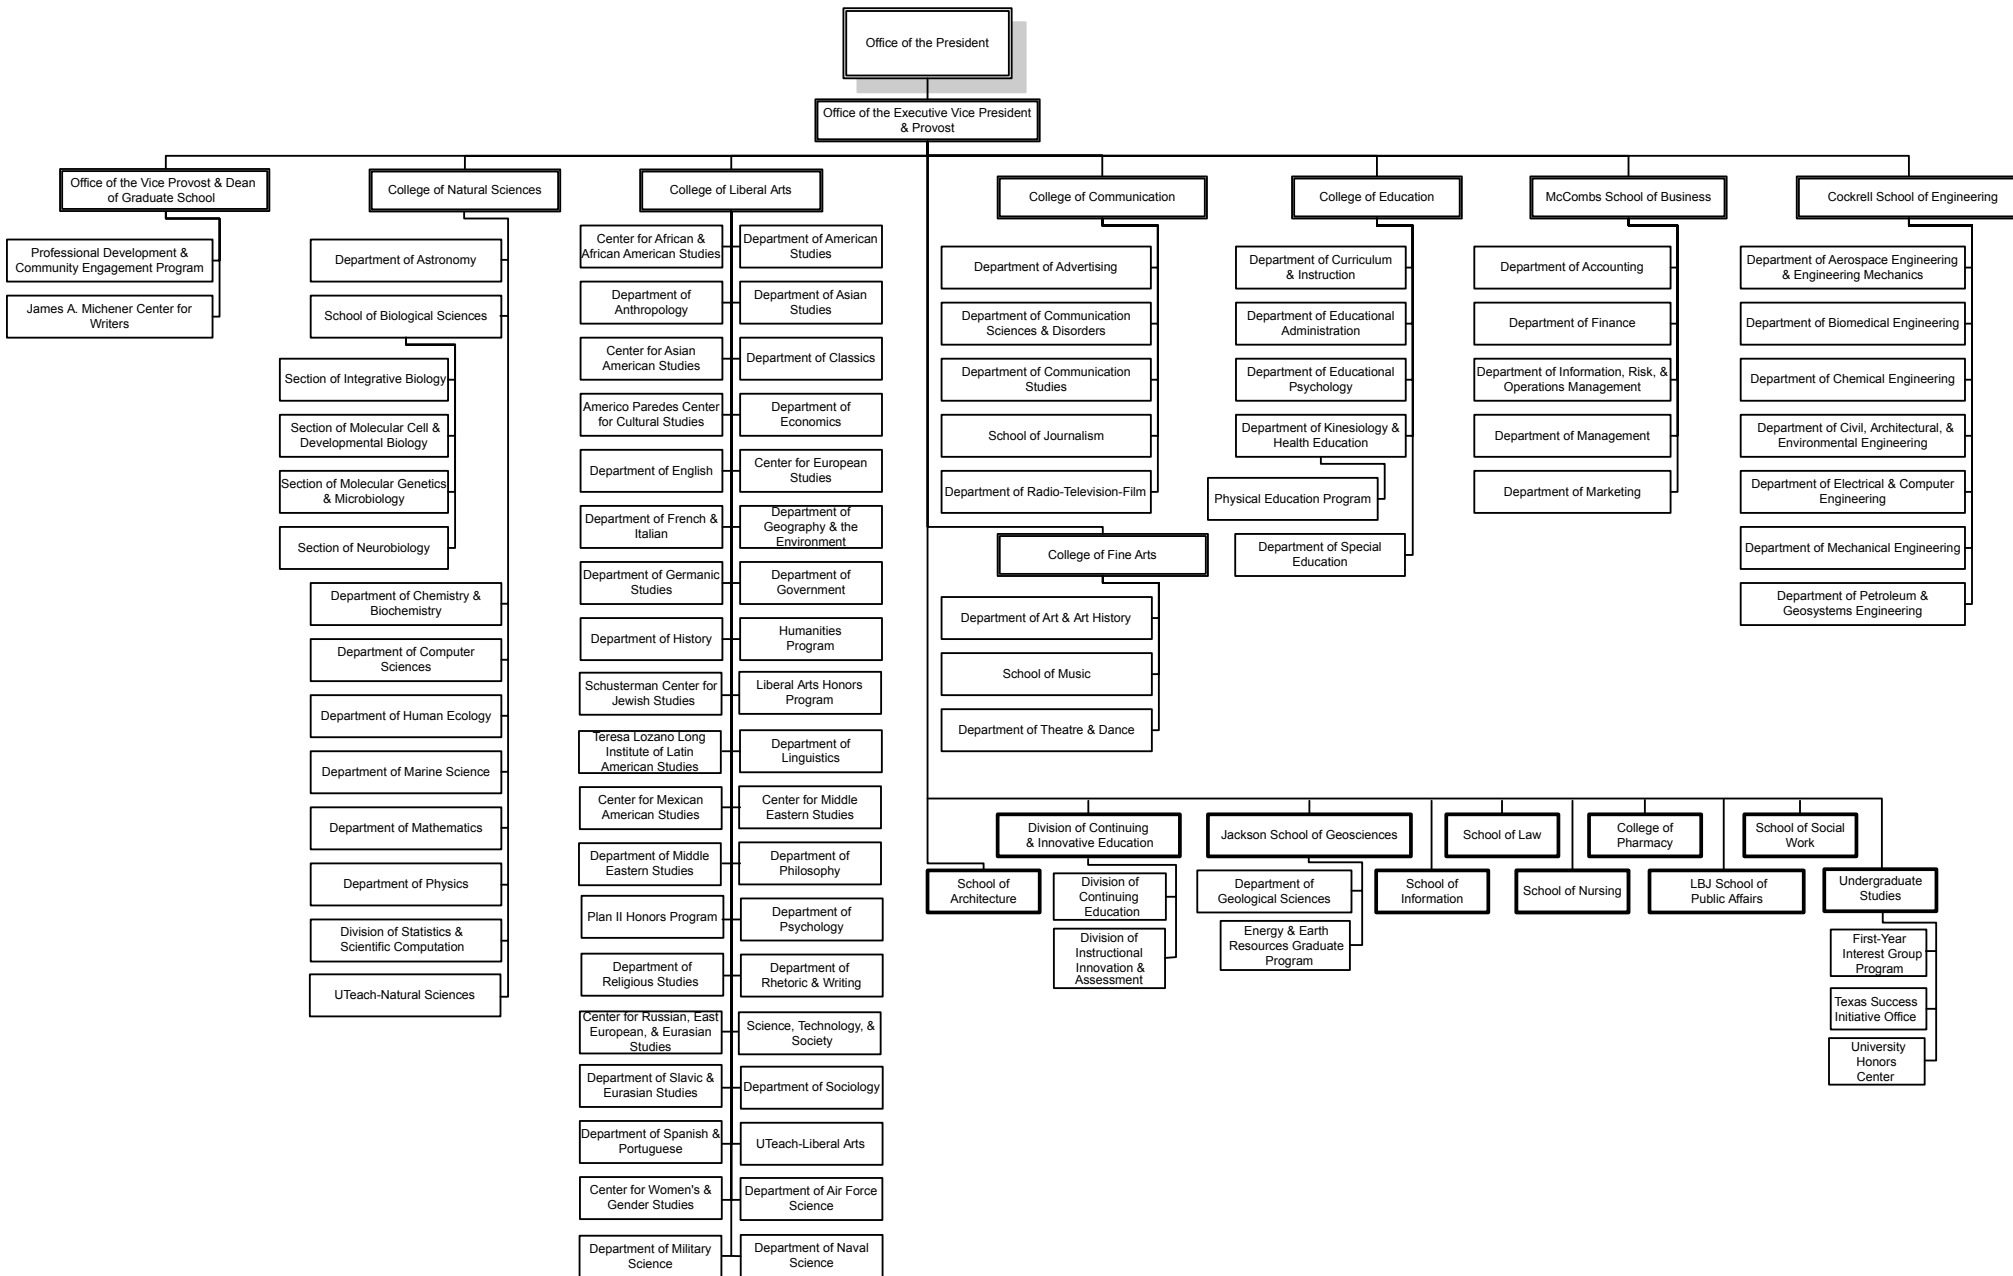 Office of the President
Office of the Executive Vice President
& Provost
Office of the Vice Provost & Dean
of Graduate School
Professional Development &
Community Engagement Program
James A. Michener Center for
Writers
College of Natural Sciences
Department of Astronomy
School of Biological Sciences
Section of Integrative Biology
Section of Molecular Cell &
Developmental Biology
Section of Molecular Genetics
& Microbiology
Section of Neurobiology
Department of Chemistry &
Biochemistry
Department of Computer
Sciences
Department of Human Ecology
Department of Marine Science
Department of Mathematics
Department of Physics
Division of Statistics &
Scientific Computation
UTeach-Natural Sciences
College of Liberal Arts
Center for African &
African American Studies
Department of American
Studies
Department of
Anthropology
Department of Asian
Studies
Center for Asian
American Studies
Department of Classics
Americo Paredes Center
for Cultural Studies
Department of
Economics
Department of English
Center for European
Studies
Department of French &
Italian
Department of
Geography & the
Environment
Department of Germanic
Studies
Department of
Government
Department of History
Humanities
Program
Schusterman Center for
Jewish Studies
Liberal Arts Honors
Program
Teresa Lozano Long
Institute of Latin
American Studies
Department of
Linguistics
Center for Mexican
American Studies
Center for Middle
Eastern Studies
Department of Middle
Eastern Studies
Department of
Philosophy
Plan II Honors Program
Department of
Psychology
Department of
Religious Studies
Department of
Rhetoric & Writing
Center for Russian, East
European, & Eurasian
Studies
Science, Technology, &
Society
Department of Slavic &
Eurasian Studies
Department of Sociology
Department of Spanish &
Portuguese
UTeach-Liberal Arts
Center for Women's &
Gender Studies
Department of Air Force
Science
Department of Military
Science
Department of Naval
Science
College of Communication
Department of Advertising
Department of Communication
Sciences & Disorders
Department of Communication
Studies
School of Journalism
Department of Radio-Television-Film
College of Fine Arts
Department of Art & Art History
School of Music
Department of Theatre & Dance
College of Education
Department of Curriculum
& Instruction
Department of Educational
Administration
Department of Educational
Psychology
Department of Kinesiology &
Health Education
Physical Education Program
Department of Special
Education
McCombs School of Business
Department of Accounting
Department of Finance
Department of Information, Risk, &
Operations Management
Department of Management
Department of Marketing
Cockrell School of Engineering
Department of Aerospace Engineering
& Engineering Mechanics
Department of Biomedical Engineering
Department of Chemical Engineering
Department of Civil, Architectural, &
Environmental Engineering
Department of Electrical & Computer
Engineering
Department of Mechanical Engineering
Department of Petroleum &
Geosystems Engineering
School of
Architecture
Division of Continuing
& Innovative Education
Division of
Continuing
Education
Division of
Instructional
Innovation &
Assessment
Jackson School of Geosciences
Department of
Geological Sciences
Energy & Earth
Resources Graduate
Program
School of
Information
School of Law
School of Nursing
College of
Pharmacy
LBJ School of
Public Affairs
School of Social
Work
Undergraduate
Studies
First-Year
Interest Group
Program
Texas Success
Initiative Office
University
Honors
Center